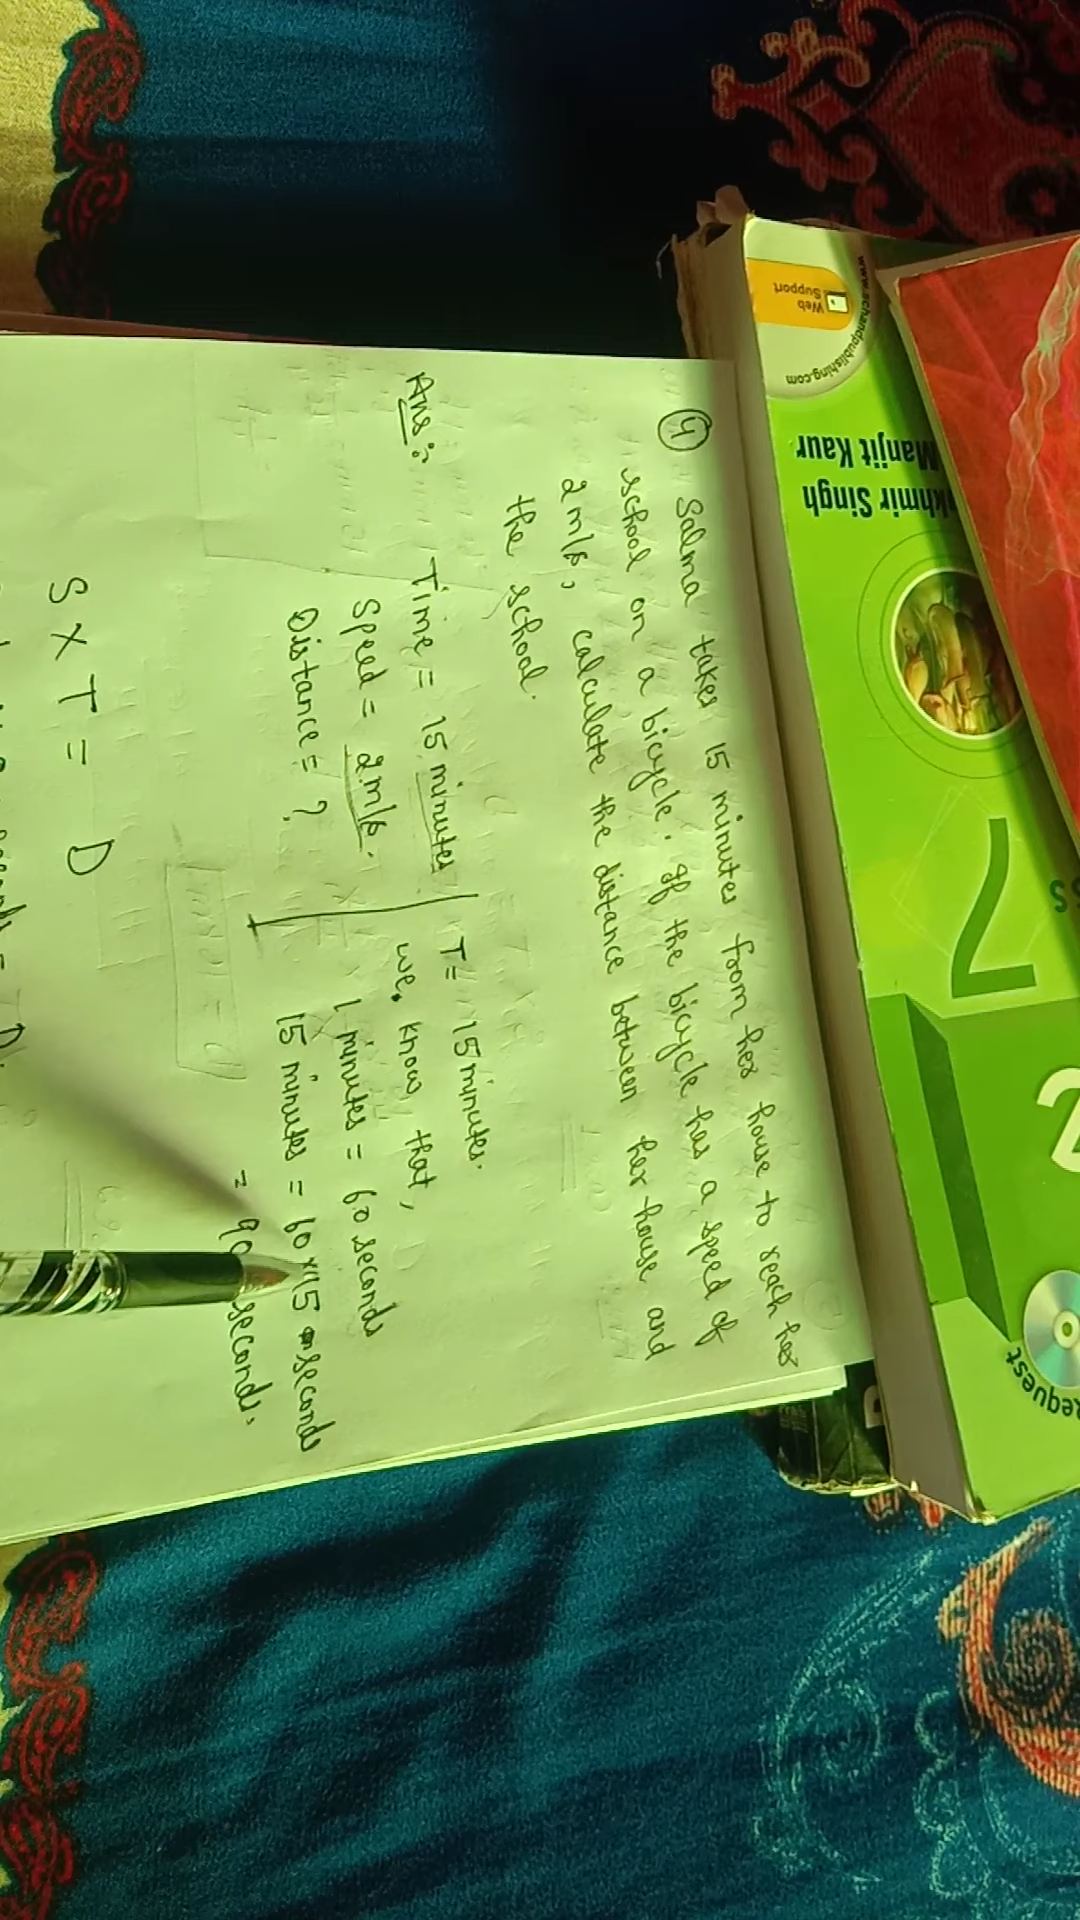 ④ Salma takes 15 minutes from her house to reach her
school on a bicycle. If the bicycle has a speed of
2m/s, calculate the distance between her house and
the school.
Ans:
Time = 15 minutes
Speed = 2m/s.
Distance = ?
T = 15 minutes.
we know that,
1 minutes = 60 seconds
15 minutes = 60×15 seconds
seconds.
S × T = D
Web
Support
www.schandpublishing.com
Singh
Manjit Kaur
7
2